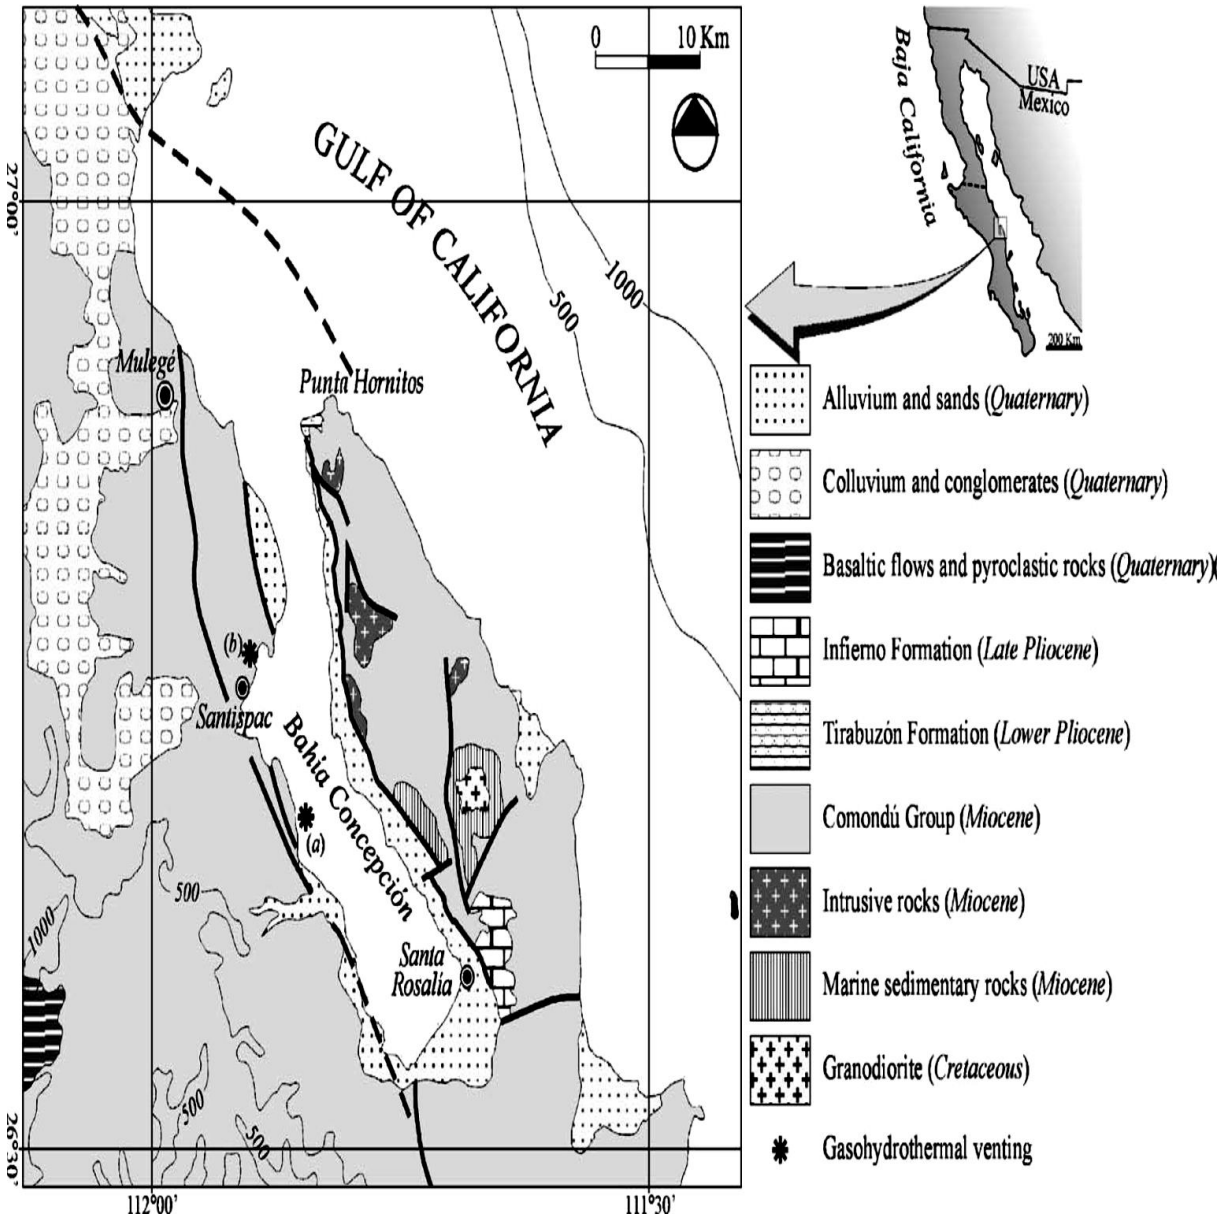 0 10 Km
GULF OF CALIFORNIA
27°00'
1000
500
Mulegé
Punta Hornitos
(b)
Santispac
Bahia Concepción
(a)
500
1000
Santa
Rosalía
500
500
26°30'
112°00'
111°30'
Baja California
USA
Mexico
200 Km
Alluvium and sands (Quaternary)
Colluvium and conglomerates (Quaternary)
Basaltic flows and pyroclastic rocks (Quaternary)(
Infierno Formation (Late Pliocene)
Tirabuzón Formation (Lower Pliocene)
Comondú Group (Miocene)
Intrusive rocks (Miocene)
Marine sedimentary rocks (Miocene)
Granodiorite (Cretaceous)
Gasohydrothermal venting